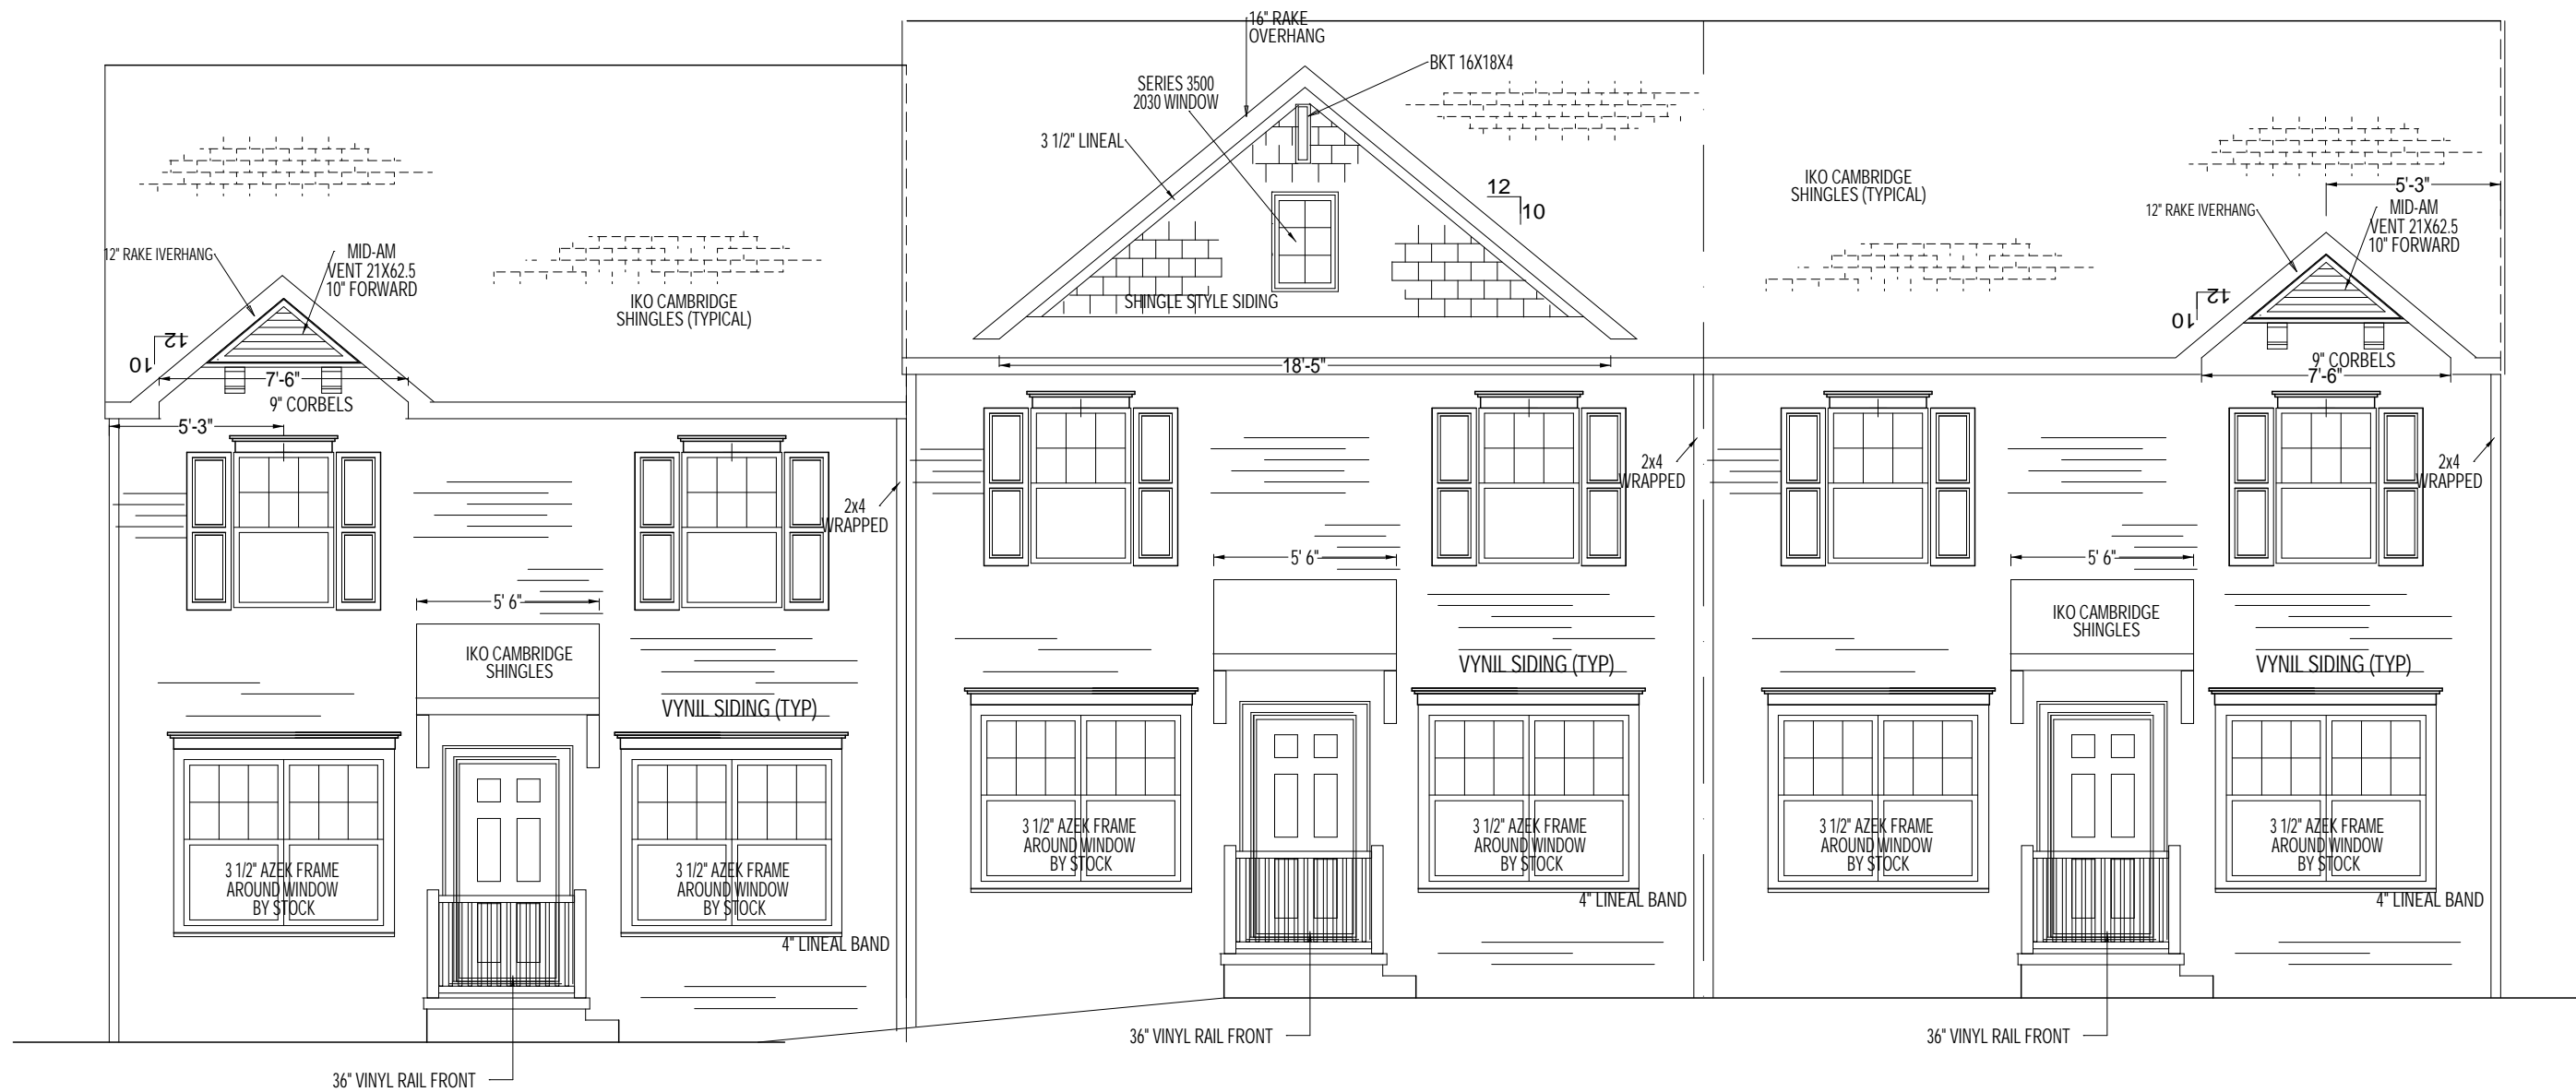 16" RAKE
OVERHANG
BKT 16X18X4
SERIES 3500
2030 WINDOW
3 1/2" LINEAL
12
10
SHINGLE STYLE SIDING
18'-5"
12" RAKE IVERHANG
MID-AM
VENT 21X62.5
10" FORWARD
IKO CAMBRIDGE
SHINGLES (TYPICAL)
12
10
7'-6"
9" CORBELS
5'-3"
IKO CAMBRIDGE
SHINGLES (TYPICAL)
5'-3"
12" RAKE IVERHANG
MID-AM
VENT 21X62.5
10" FORWARD
12
10
9" CORBELS
7'-6"
2x4
WRAPPED
2x4
WRAPPED
2x4
WRAPPED
5' 6"
5' 6"
5' 6"
IKO CAMBRIDGE
SHINGLES
IKO CAMBRIDGE
SHINGLES
VYNIL SIDING (TYP)
VYNIL SIDING (TYP)
VYNIL SIDING (TYP)
3 1/2" AZEK FRAME
AROUND WINDOW
BY STOCK
3 1/2" AZEK FRAME
AROUND WINDOW
BY STOCK
3 1/2" AZEK FRAME
AROUND WINDOW
BY STOCK
3 1/2" AZEK FRAME
AROUND WINDOW
BY STOCK
3 1/2" AZEK FRAME
AROUND WINDOW
BY STOCK
3 1/2" AZEK FRAME
AROUND WINDOW
BY STOCK
4" LINEAL BAND
4" LINEAL BAND
4" LINEAL BAND
36" VINYL RAIL FRONT
36" VINYL RAIL FRONT
36" VINYL RAIL FRONT